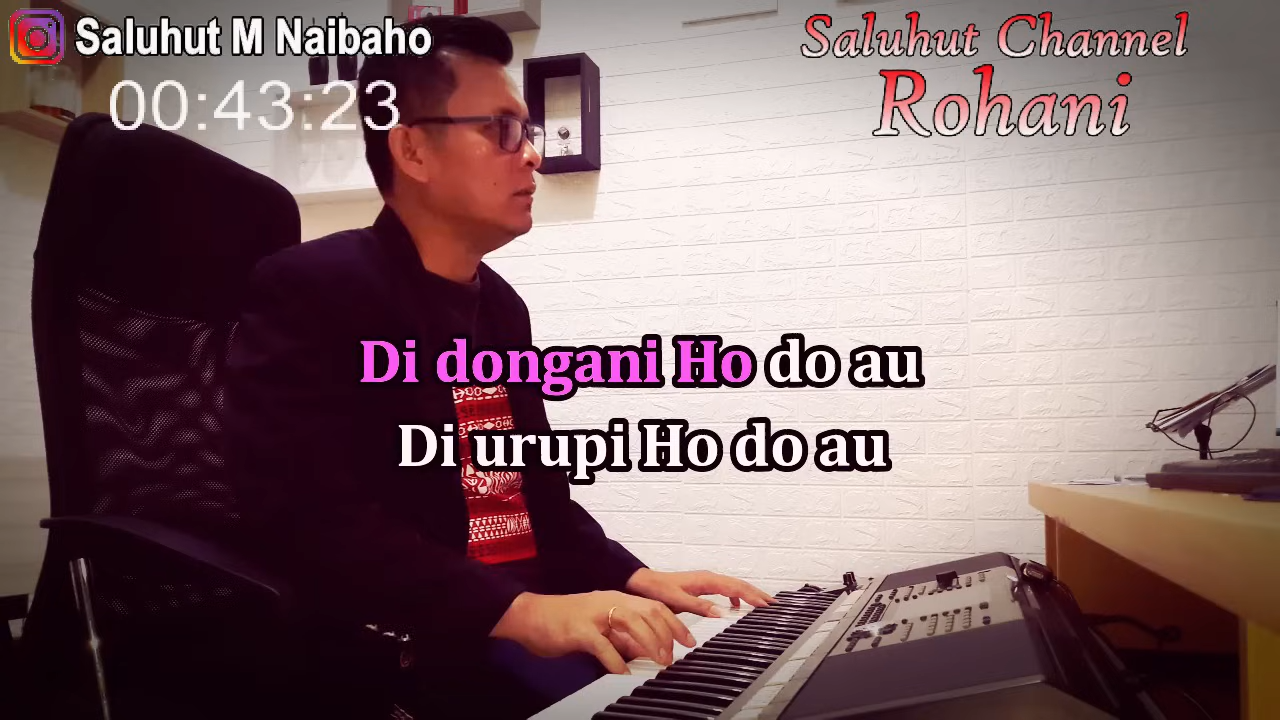 Saluhut M Naibaho
00:43:23
Saluhut Channel
Rohani
Di dongani Ho do au
Di urupi Ho do au